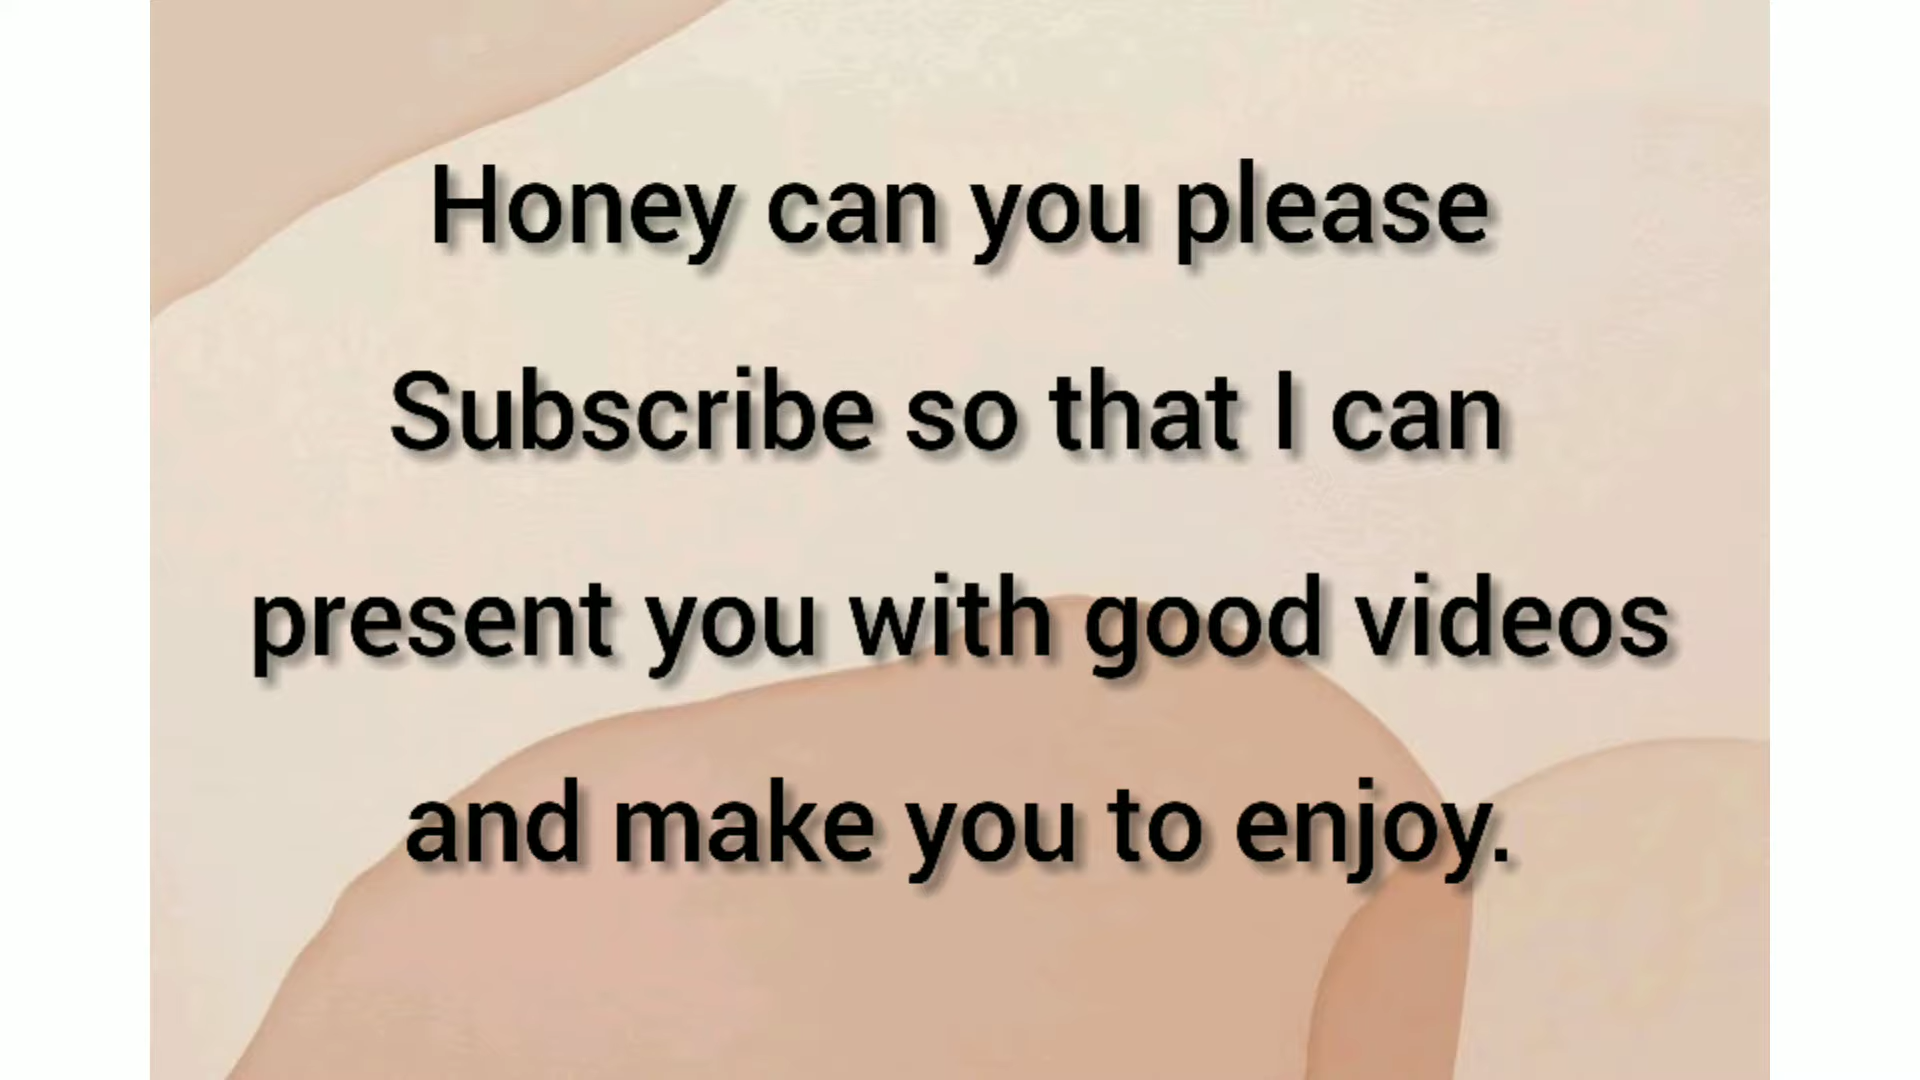 Honey can you please
Subscribe so that I can
present you with good videos
and make you to enjoy.